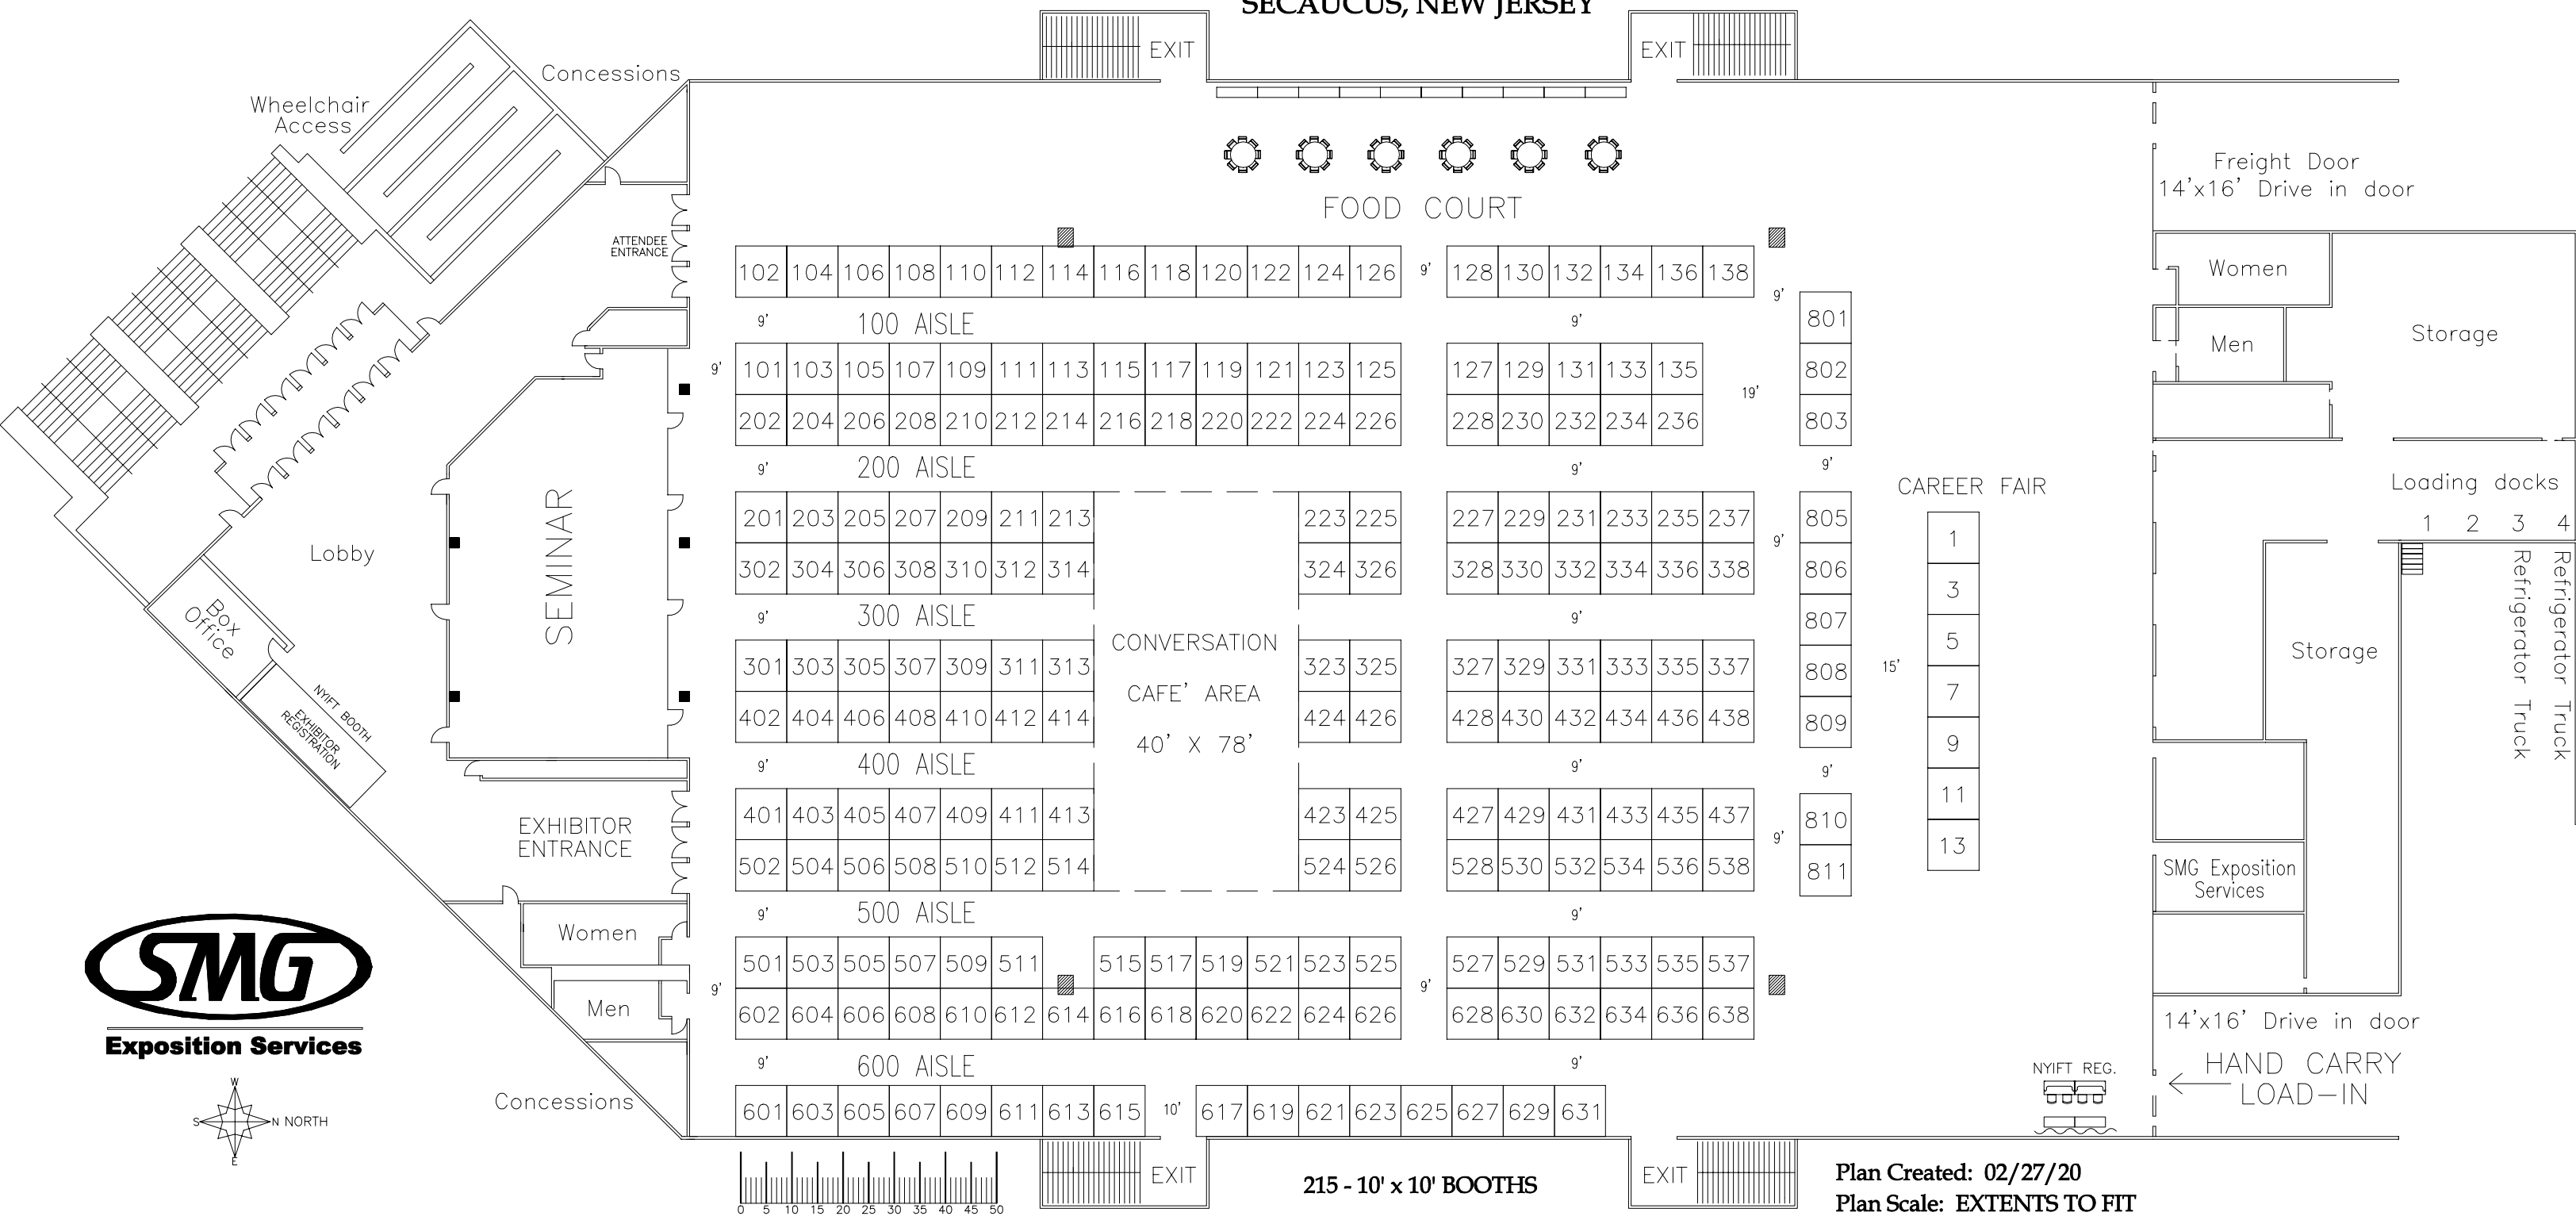 SECAUCUS, NEW JERSEY
EXIT
EXIT
Concessions
Wheelchair
Access
Freight Door
14'x16' Drive in door
FOOD COURT
ATTENDEE
ENTRANCE
102 104 106 108 110 112 114 116 118 120 122 124 126 9' 128 130 132 134 136 138
Women
9'
9' 100 AISLE 9'
801
Storage
Men
9' 101 103 105 107 109 111 113 115 117 119 121 123 125 127 129 131 133 135 802
19'
202 204 206 208 210 212 214 216 218 220 222 224 226 228 230 232 234 236 803
9' 200 AISLE 9' 9'
CAREER FAIR
Loading docks
1 2 3 4
SEMINAR
201 203 205 207 209 211 213 223 225 227 229 231 233 235 237 9' 805
1
Lobby
302 304 306 308 310 312 314 324 326 328 330 332 334 336 338 806
3
Refrigerator Truck
Refrigerator Truck
9' 300 AISLE 9' 807
Box
Office
CONVERSATION
CAFE' AREA
40' X 78'
5
Storage
301 303 305 307 309 311 313 323 325 327 329 331 333 335 337 808 15'
7
402 404 406 408 410 412 414 424 426 428 430 432 434 436 438 809
9
NYIFT BOOTH
EXHIBITOR
REGISTRATION
9' 400 AISLE 9' 9'
11
401 403 405 407 409 411 413 423 425 427 429 431 433 435 437 9' 810
EXHIBITOR
ENTRANCE
13
502 504 506 508 510 512 514 524 526 528 530 532 534 536 538 811
SMG Exposition
Services
9' 500 AISLE 9'
Women
501 503 505 507 509 511 515 517 519 521 523 525 527 529 531 533 535 537
9' 9'
Men
602 604 606 608 610 612 614 616 618 620 622 624 626 628 630 632 634 636 638
14'x16' Drive in door
SMG
Exposition Services
9' 600 AISLE 9'
NYIFT REG.
HAND CARRY
LOAD-IN
Concessions
601 603 605 607 609 611 613 615 10' 617 619 621 623 625 627 629 631
W
S N NORTH
E
EXIT
EXIT
0 5 10 15 20 25 30 35 40 45 50
215 - 10' x 10' BOOTHS
Plan Created: 02/27/20
Plan Scale: EXTENTS TO FIT